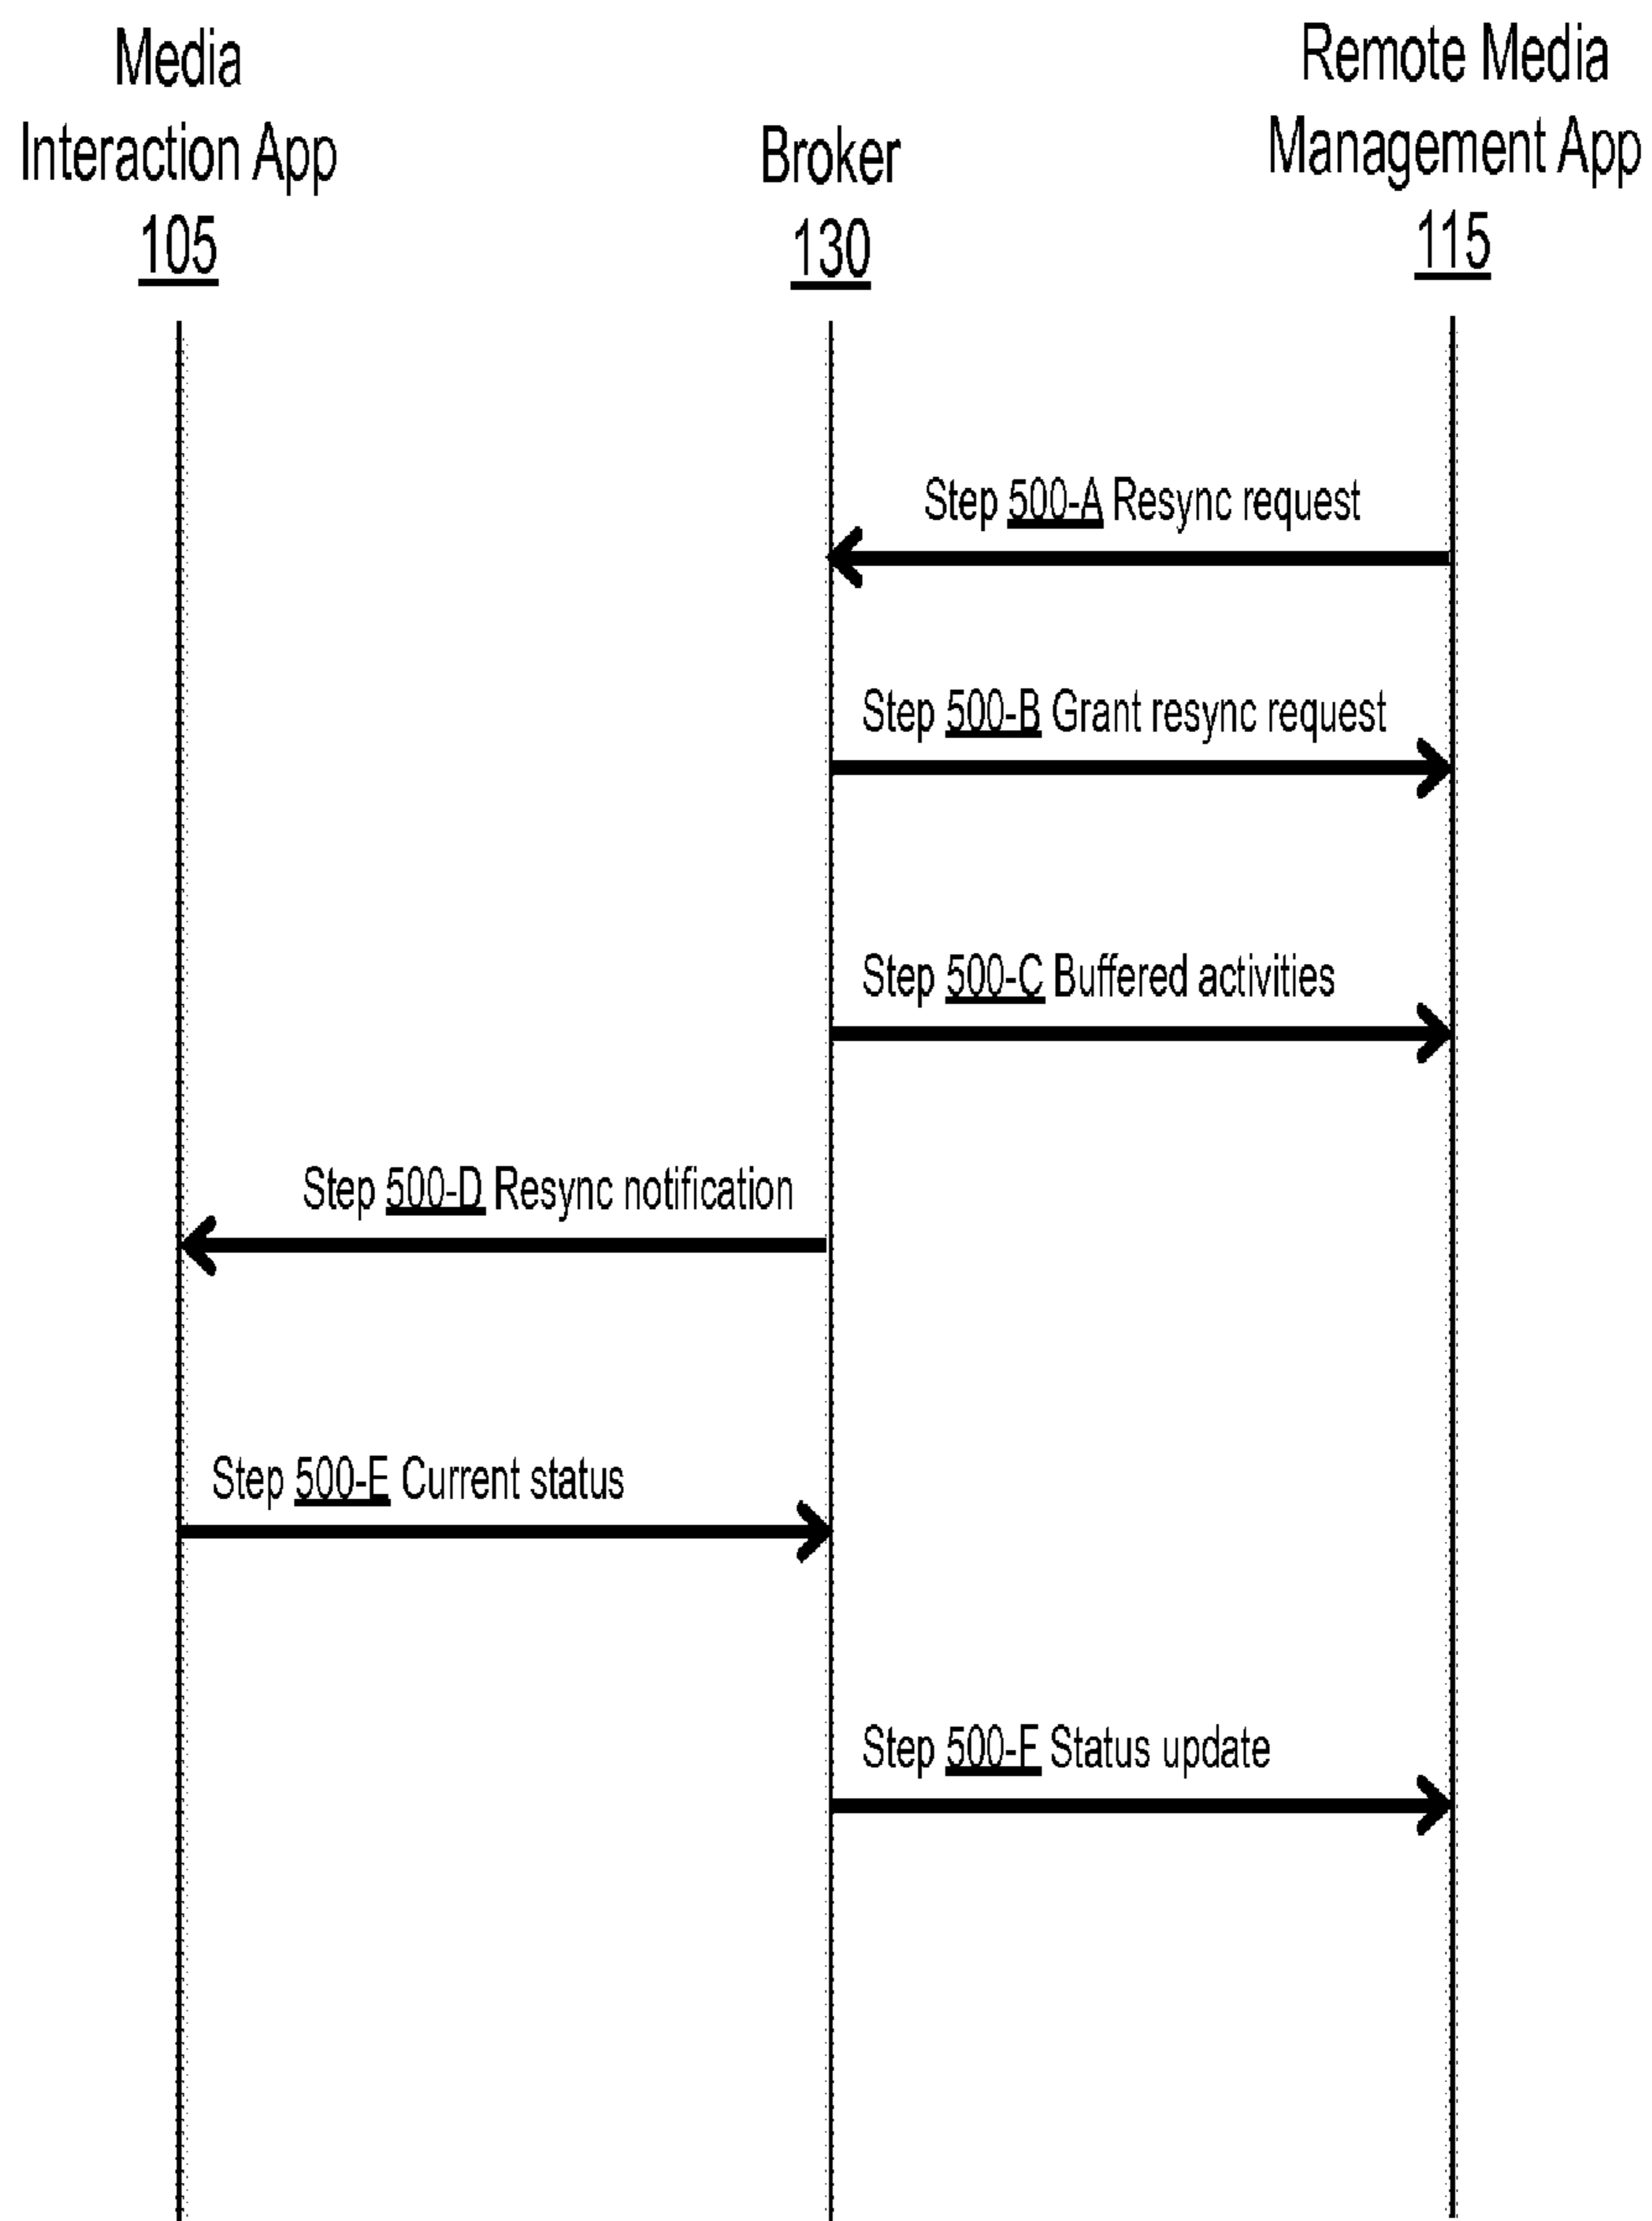 Media
Interaction App
105
Broker
130
Remote Media
Management App
115
Step 500-A Resync request
Step 500-B Grant resync request
Step 500-C Buffered activities
Step 500-D Resync notification
Step 500-E Current status
Step 500-F Status update